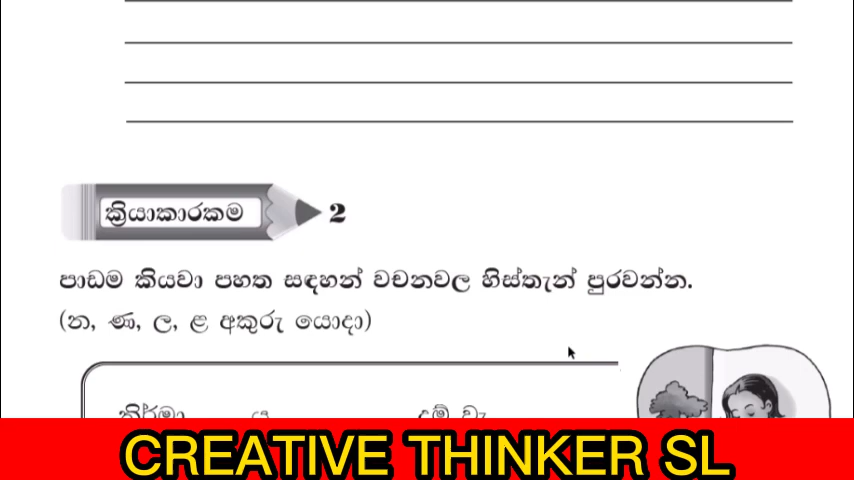 ක්‍රියාකාරකම 2
පාඩම කියවා පහත සඳහන් වචනවල හිස්තැන් පුරවන්න.
(න, ණ, ල, ළ අකුරු යොදා)
නිර්මා ය දුම් වැ
CREATIVE THINKER SL